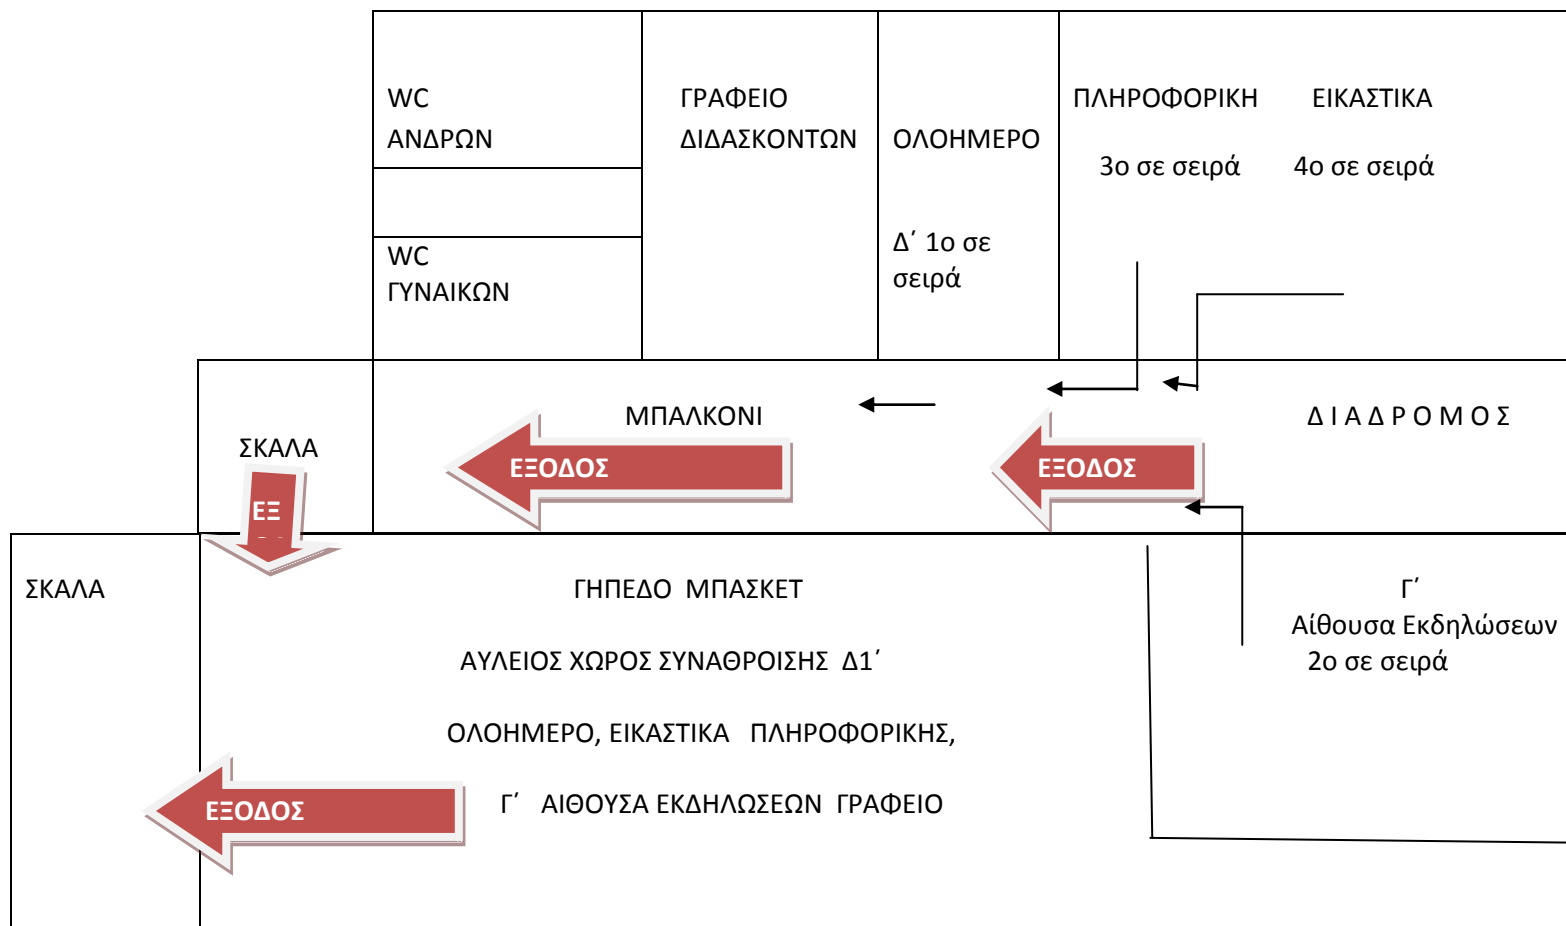 WC
ΑΝΔΡΩΝ
WC
ΓΥΝΑΙΚΩΝ
ΓΡΑΦΕΙΟ
ΔΙΔΑΣΚΟΝΤΩΝ
ΟΛΟΗΜΕΡΟ
Δ΄ 1ο σε
σειρά
ΠΛΗΡΟΦΟΡΙΚΗ
3ο σε σειρά
ΕΙΚΑΣΤΙΚΑ
4ο σε σειρά
ΣΚΑΛΑ
ΕΞ
ΜΠΑΛΚΟΝΙ
ΕΞΟΔΟΣ
ΕΞΟΔΟΣ
Δ Ι Α Δ Ρ Ο Μ Ο Σ
ΣΚΑΛΑ
ΓΗΠΕΔΟ ΜΠΑΣΚΕΤ
ΑΥΛΕΙΟΣ ΧΩΡΟΣ ΣΥΝΑΘΡΟΙΣΗΣ Δ1΄
ΟΛΟΗΜΕΡΟ, ΕΙΚΑΣΤΙΚΑ ΠΛΗΡΟΦΟΡΙΚΗΣ,
Γ΄ ΑΙΘΟΥΣΑ ΕΚΔΗΛΩΣΕΩΝ ΓΡΑΦΕΙΟ
ΕΞΟΔΟΣ
Γ΄
Αίθουσα Εκδηλώσεων
2ο σε σειρά